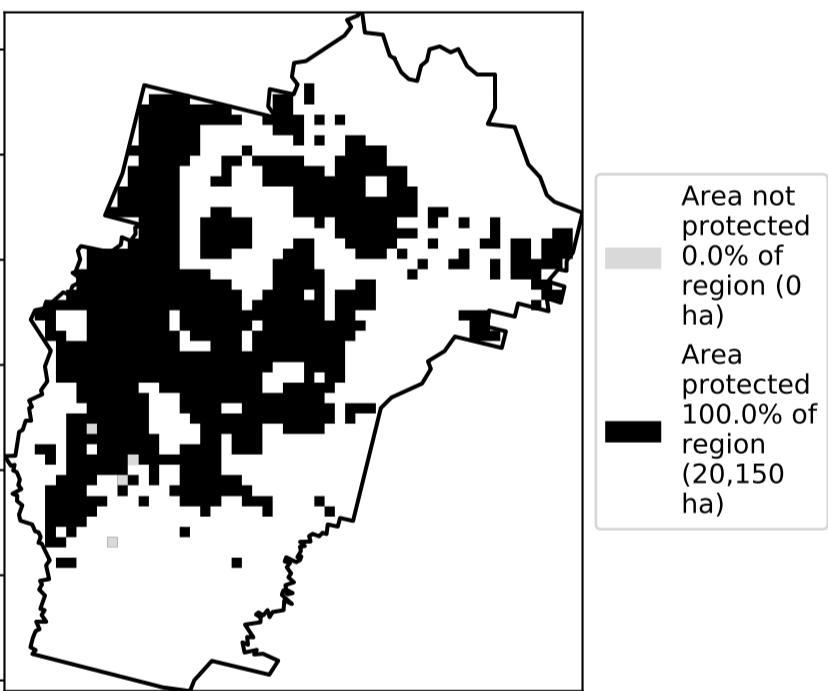 Area not
protected
0.0% of
region (0
ha)
Area
protected
100.0% of
region
(20,150
ha)